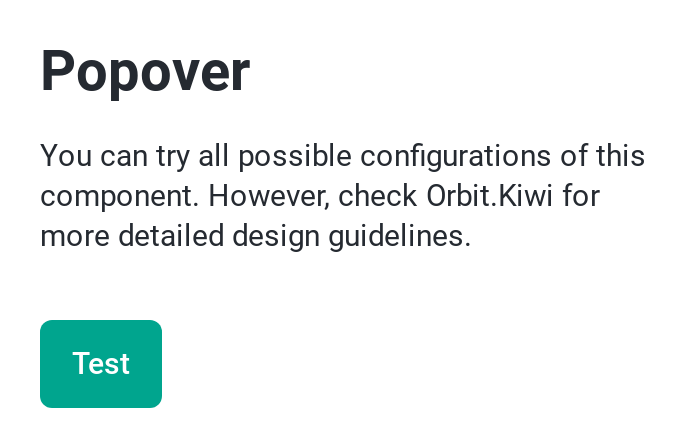 Popover
You can try all possible configurations of this
component. However, check Orbit.Kiwi for
more detailed design guidelines.
Test